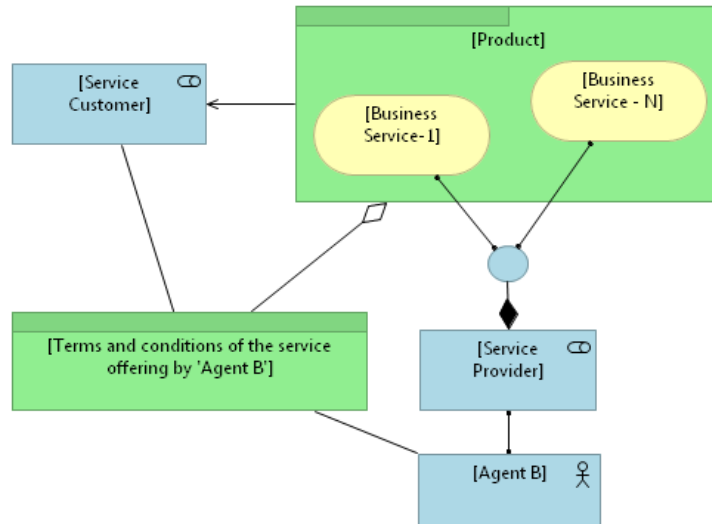 [Product]
[Service
Customer]
[Business
Service-1]
[Business
Service - N]
[Terms and conditions of the service
offering by 'Agent B']
[Service
Provider]
[Agent B]